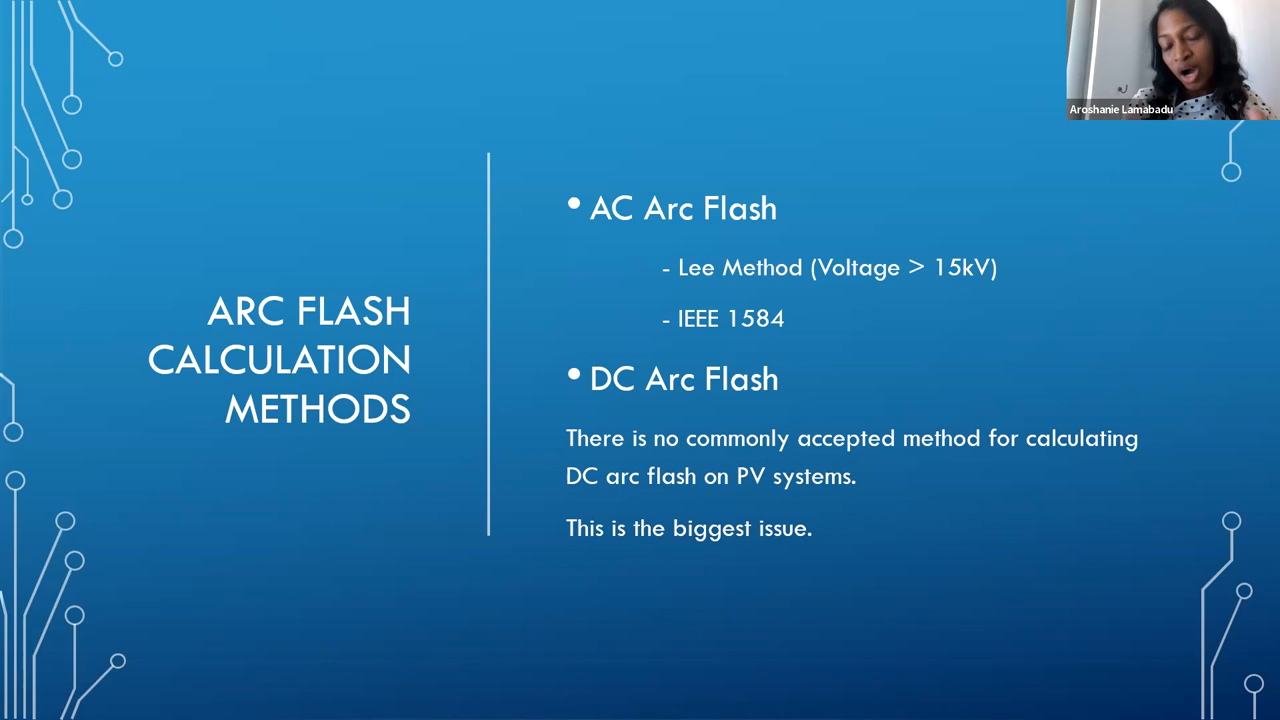 Aroshanie Lamabadu
ARC FLASH
CALCULATION
METHODS
• AC Arc Flash
- Lee Method (Voltage > 15kV)
- IEEE 1584
• DC Arc Flash
There is no commonly accepted method for calculating
DC arc flash on PV systems.
This is the biggest issue.